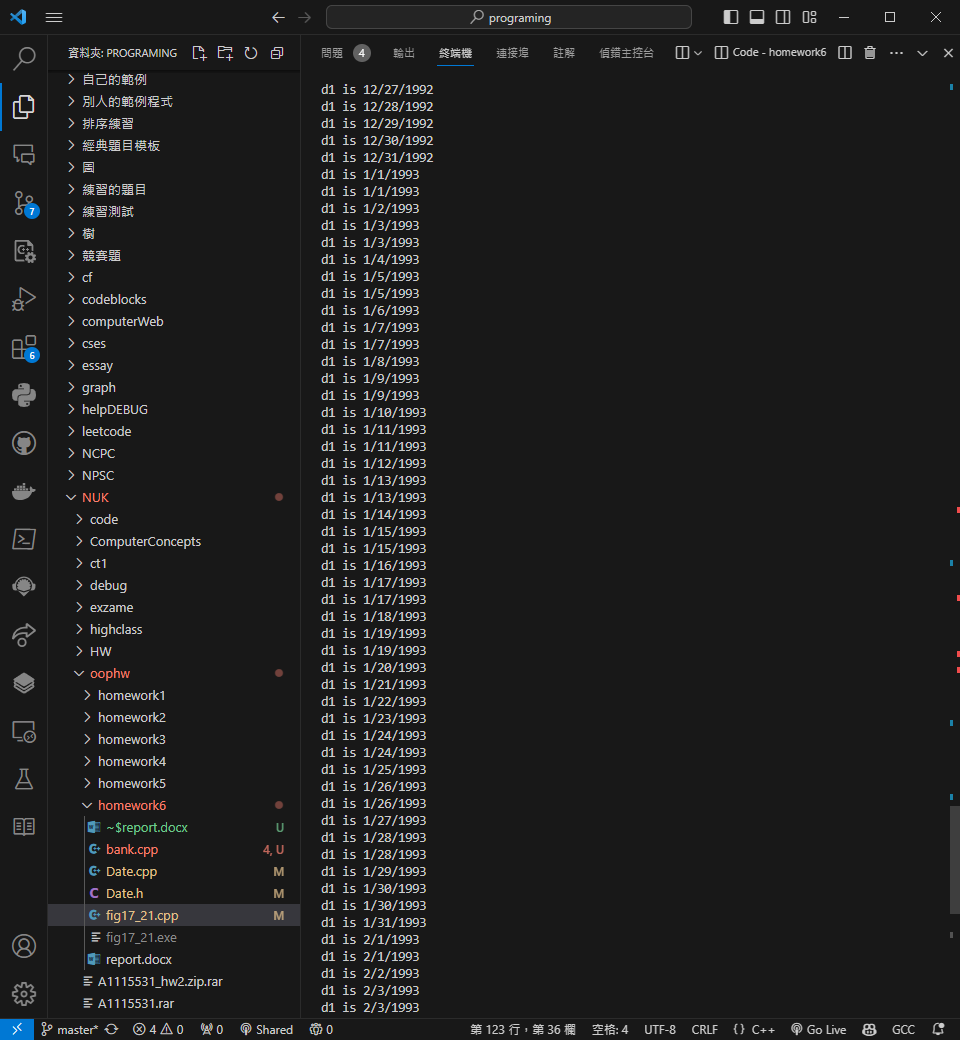 programing
資料夾: PROGRAMING
自己的範例
別人的範例程式
排序練習
經典題目模板
圖
練習的題目
練習測試
樹
競赛題
cf
codeblocks
computerWeb
cses
essay
graph
helpDEBUG
leetcode
NCPC
NPSC
NUK
code
ComputerConcepts
ct1
debug
exzame
highclass
HW
oophw
homework1
homework2
homework3
homework4
homework5
homework6
~$report.docx U
bank.cpp 4, U
Date.cpp M
Date.h M
fig17_21.cpp M
fig17_21.exe
report.docx
A1115531_hw2.zip.rar
A1115531.rar
7
6
問題 4 輸出 終端機 連接埠 註解 偵錯主控台 Code - homework6
d1 is 12/27/1992
d1 is 12/28/1992
d1 is 12/29/1992
d1 is 12/30/1992
d1 is 12/31/1992
d1 is 1/1/1993
d1 is 1/1/1993
d1 is 1/2/1993
d1 is 1/3/1993
d1 is 1/3/1993
d1 is 1/4/1993
d1 is 1/5/1993
d1 is 1/5/1993
d1 is 1/6/1993
d1 is 1/7/1993
d1 is 1/7/1993
d1 is 1/8/1993
d1 is 1/9/1993
d1 is 1/9/1993
d1 is 1/10/1993
d1 is 1/11/1993
d1 is 1/11/1993
d1 is 1/12/1993
d1 is 1/13/1993
d1 is 1/13/1993
d1 is 1/14/1993
d1 is 1/15/1993
d1 is 1/15/1993
d1 is 1/16/1993
d1 is 1/17/1993
d1 is 1/17/1993
d1 is 1/18/1993
d1 is 1/19/1993
d1 is 1/19/1993
d1 is 1/20/1993
d1 is 1/21/1993
d1 is 1/22/1993
d1 is 1/23/1993
d1 is 1/24/1993
d1 is 1/24/1993
d1 is 1/25/1993
d1 is 1/26/1993
d1 is 1/26/1993
d1 is 1/27/1993
d1 is 1/28/1993
d1 is 1/28/1993
d1 is 1/29/1993
d1 is 1/30/1993
d1 is 1/30/1993
d1 is 1/31/1993
d1 is 2/1/1993
d1 is 2/1/1993
d1 is 2/2/1993
d1 is 2/3/1993
d1 is 2/3/1993
master* 4 0 0 Shared 0 第 123 行，第 36 欄 空格: 4 UTF-8 CRLF {} C++ Go Live GCC